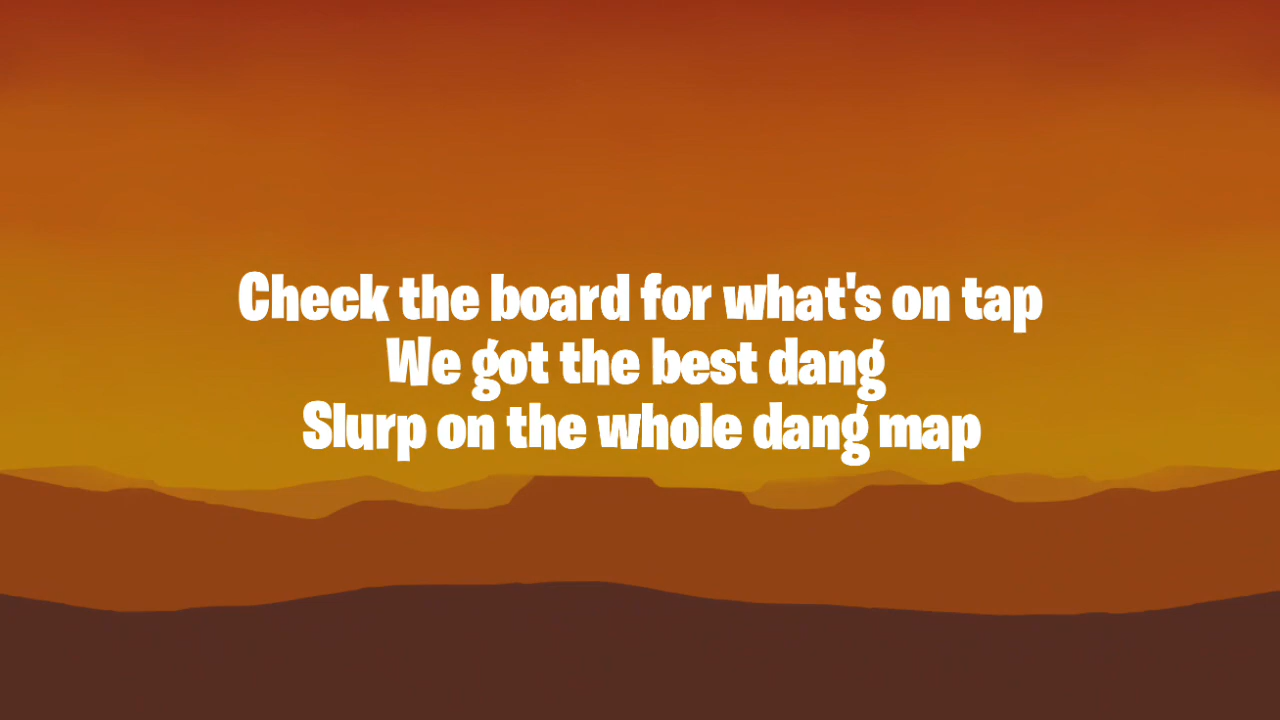 Check the board for what's on tap
We got the best dang
Slurp on the whole dang map